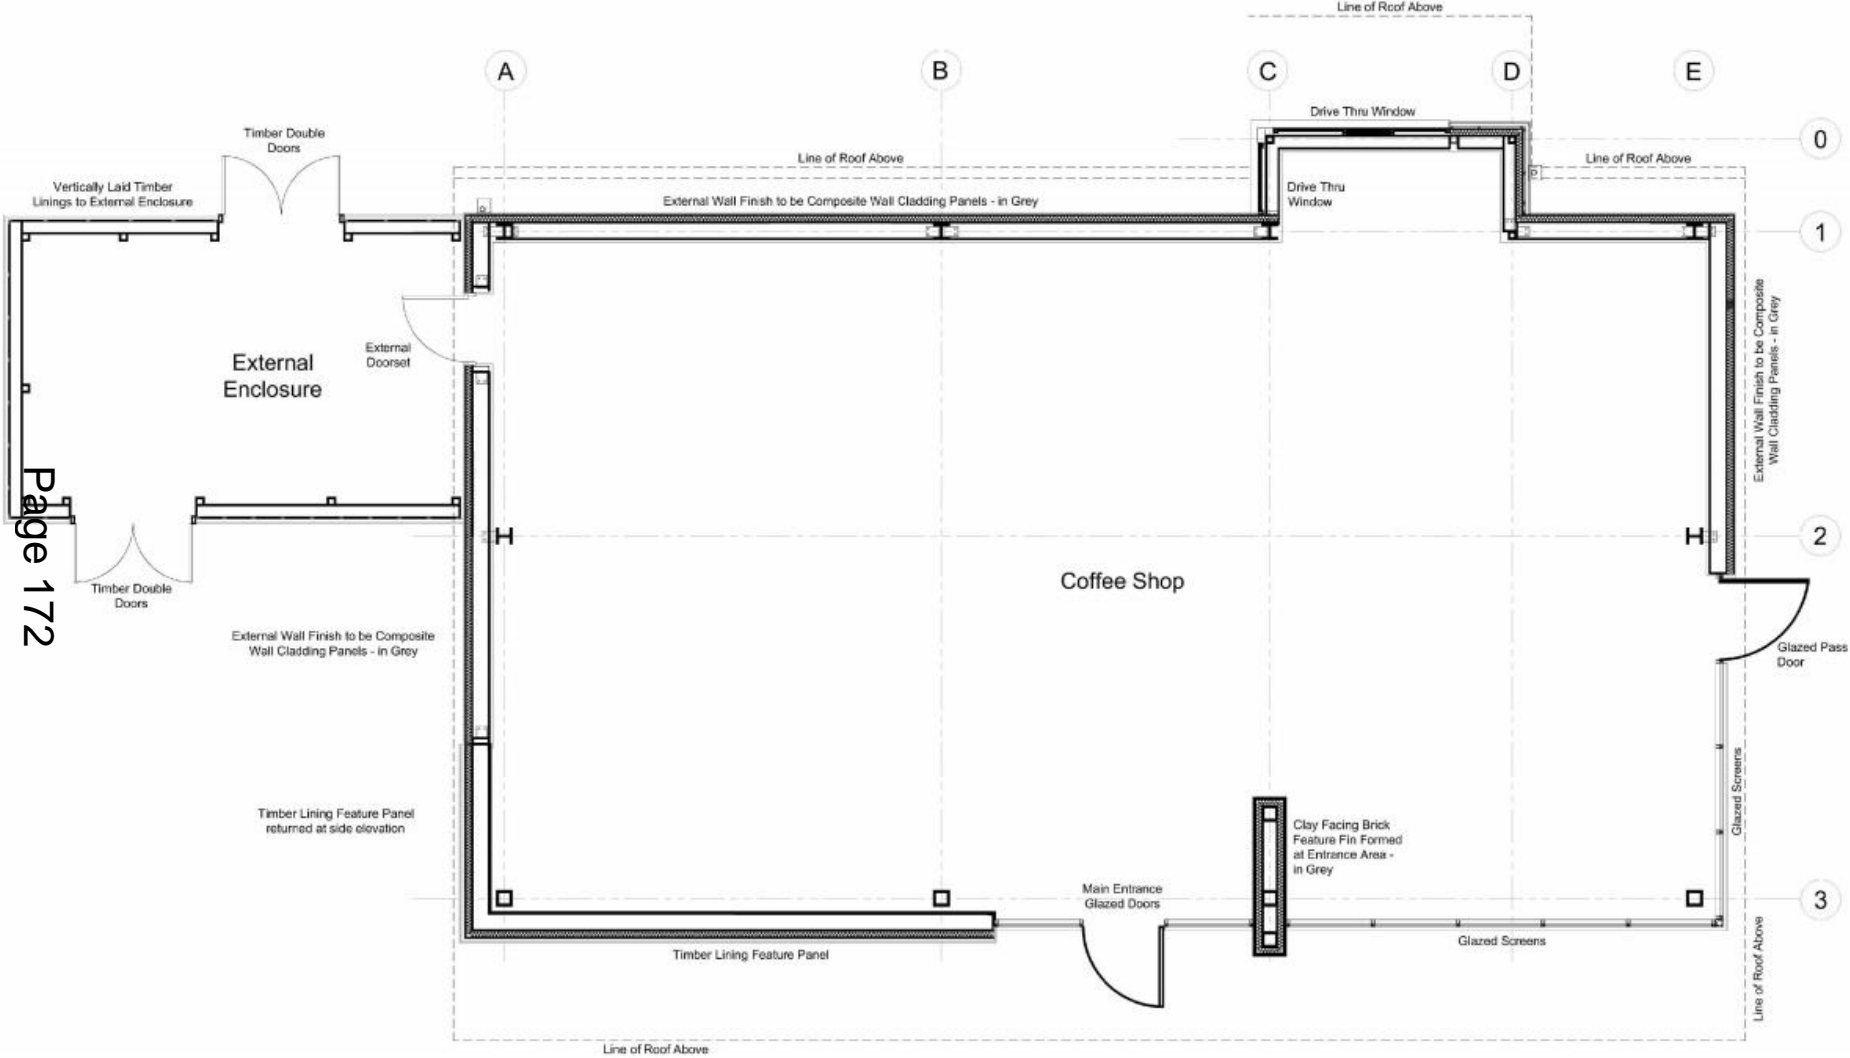 Line of Roof Above
A
B
C
D
E
Drive Thru Window
0
Timber Double
Doors
Line of Roof Above
Line of Roof Above
Vertically Laid Timber
Linings to External Enclosure
External Wall Finish to be Composite Wall Cladding Panels - in Grey
Drive Thru
Window
1
External
Enclosure
External
Doorset
External Wall Finish to be Composite
Wall Cladding Panels - in Grey
Page 172
2
Coffee Shop
Timber Double
Doors
External Wall Finish to be Composite
Wall Cladding Panels - in Grey
Glazed Pass
Door
Glazed Screens
Timber Lining Feature Panel
returned at side elevation
Clay Facing Brick
Feature Fin Formed
at Entrance Area -
in Grey
Main Entrance
Glazed Doors
3
Timber Lining Feature Panel
Glazed Screens
Line of Roof Above
Line of Roof Above